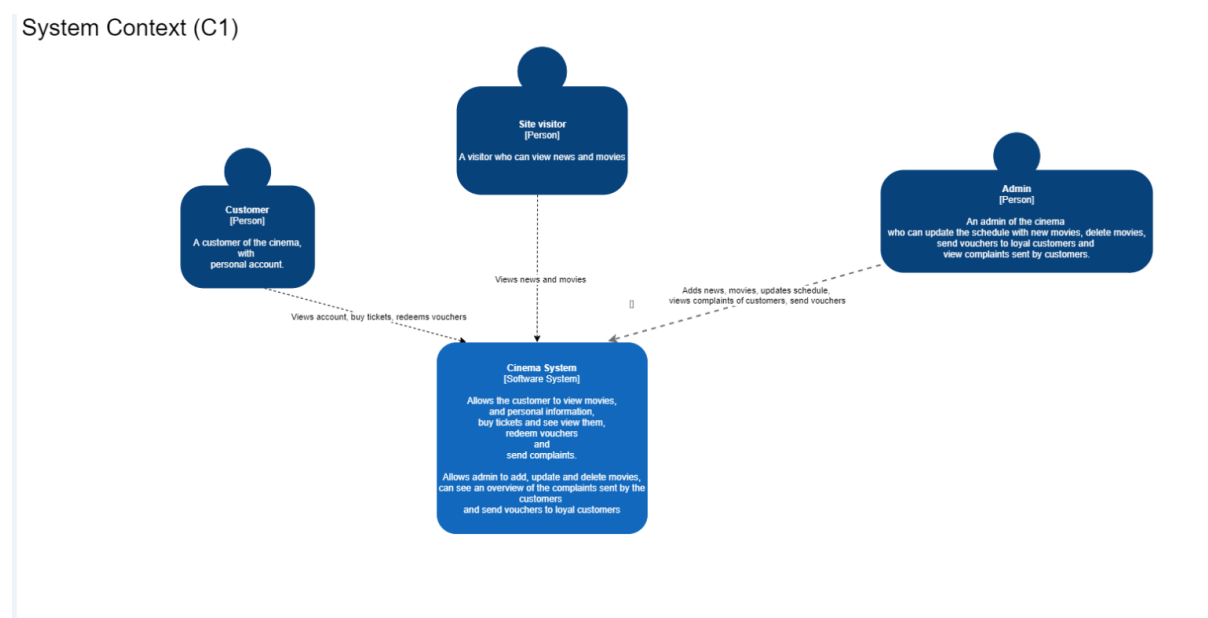 System Context (C1)
Site visitor
[Person]
A visitor who can view news and movies
Customer
[Person]
A customer of the cinema,
with
personal account.
Admin
[Person]
An admin of the cinema
who can update the schedule with new movies, delete movies,
send vouchers to loyal customers and
view complaints sent by customers.
Views news and movies
Adds news, movies, updates schedule,
views complaints of customers, send vouchers
[]
Views account, buy tickets, redeems vouchers
Cinema System
[Software System]
Allows the customer to view movies,
and personal information,
buy tickets and see view them,
redeem vouchers
and
send complaints.
Allows admin to add, update and delete movies,
can see an overview of the complaints sent by the
customers
and send vouchers to loyal customers